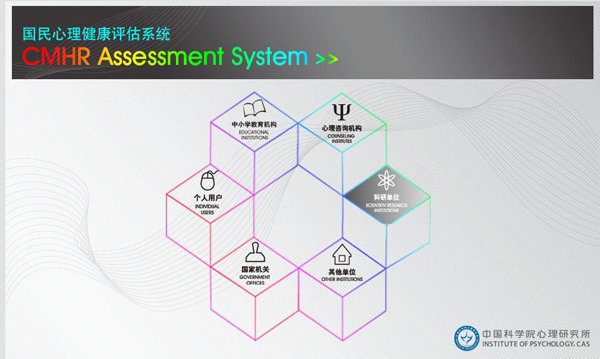 国民心理健康评估系统
CMHR Assessment System >>
中小学教育机构
EDUCATIONAL
INSTITUTIONS
心理咨询机构
COUNSELING
INSTITUTES
个人用户
INDIVIDUAL
USERS
科研单位
SCIENTIFIV RESEARCH
INSTITUTIONS
国家机关
GOVERNMENT
OFFICES
其他单位
OTHER INSTITUTIONS
中国科学院心理研究所
INSTITUTE OF PSYCHOLOGY, CAS